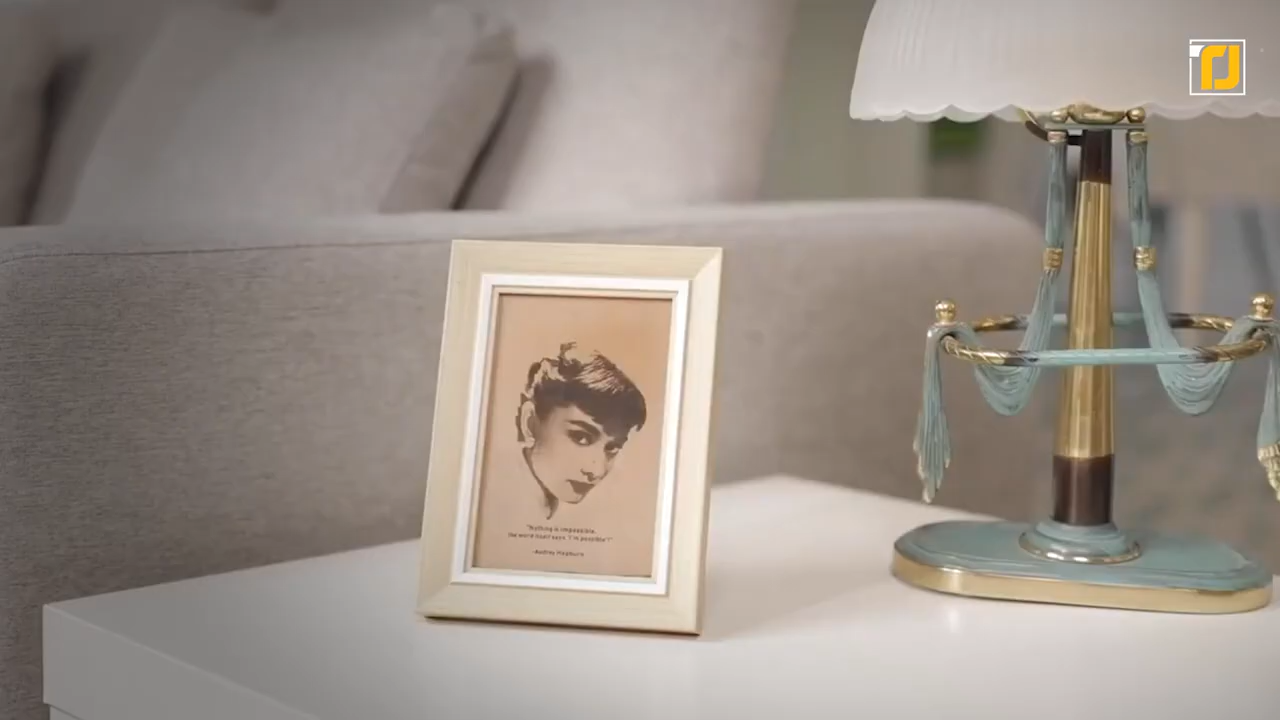 "Nothing is impossible,
the word itself says 'I'm possible'!"
-Audrey Hepburn